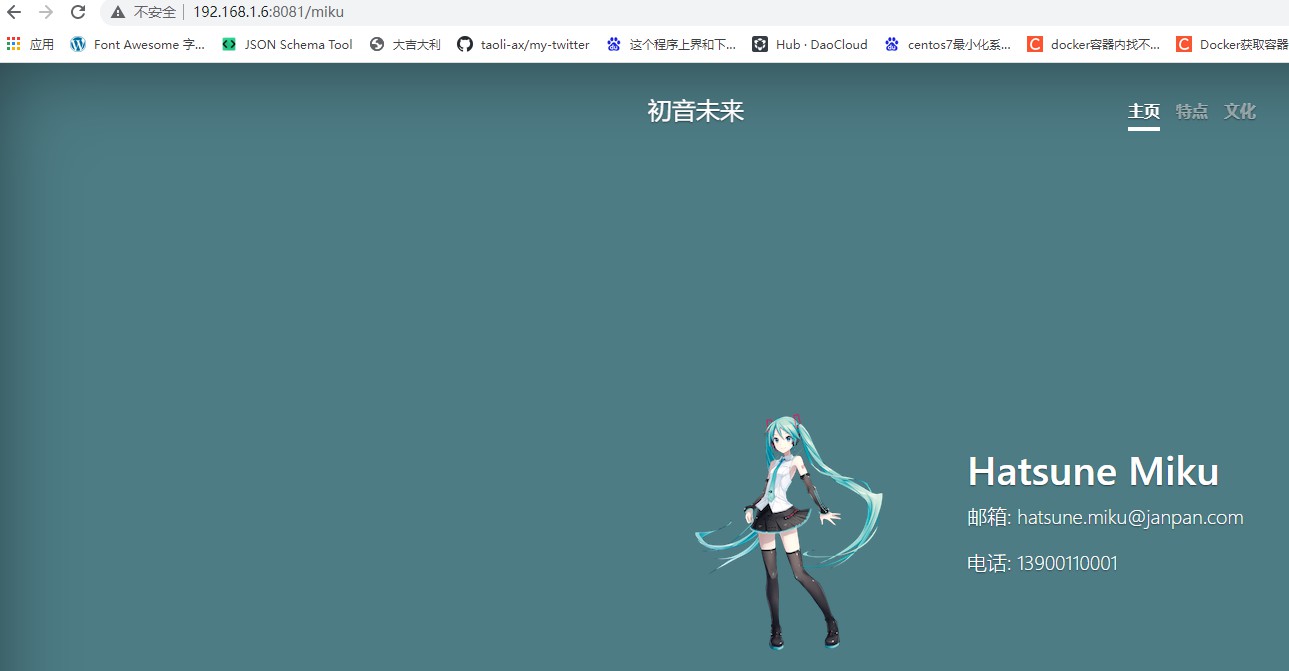 不安全 192.168.1.6:8081/miku
应用 Font Awesome 字... JSON Schema Tool 大吉大利 taoli-ax/my-twitter 这个程序上界和下... Hub · DaoCloud centos7最小化系... docker容器内找不... Docker获取容器
初音未来
主页 特点 文化
Hatsune Miku
邮箱: hatsune.miku@janpan.com
电话: 13900110001